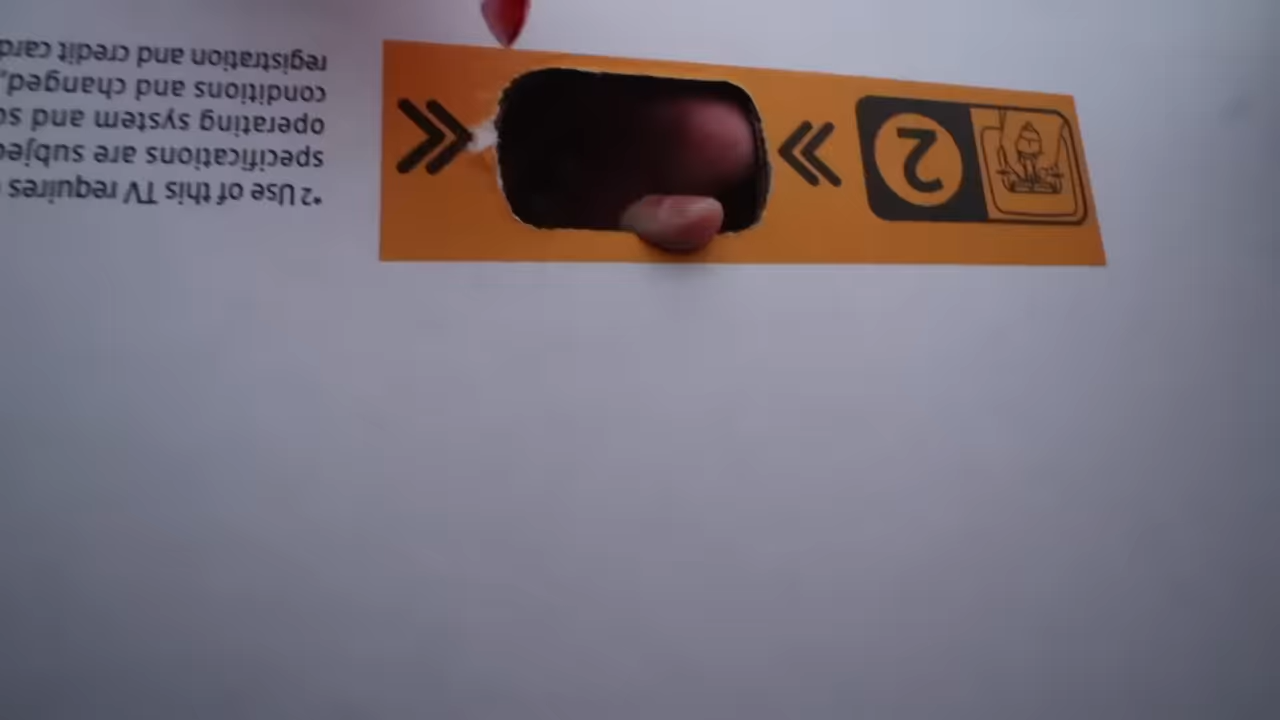 *2 Use of this TV requires
specifications are
operating system and
conditions and changed,
registration and credit card
2